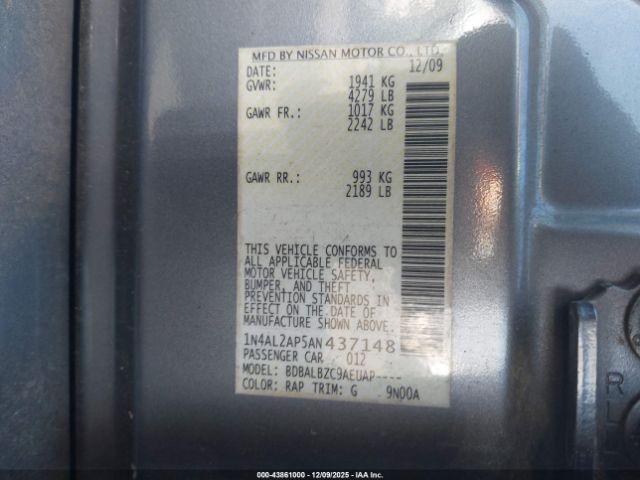 MFD BY NISSAN MOTOR CO., LTD.
DATE: 12/09
GVWR: 1941 KG
4279 LB
GAWR FR.: 1017 KG
2242 LB
GAWR RR.: 993 KG
2189 LB
THIS VEHICLE CONFORMS TO
ALL APPLICABLE FEDERAL
MOTOR VEHICLE SAFETY,
BUMPER, AND THEFT
PREVENTION STANDARDS IN
EFFECT ON THE DATE OF
MANUFACTURE SHOWN ABOVE.
1N4AL2AP5AN437148
PASSENGER CAR 012
MODEL: BDBALBZC9AEUAP----
COLOR: RAP TRIM: G 9N00A
R
000-43861000 - 12/09/2025 - IAA Inc.